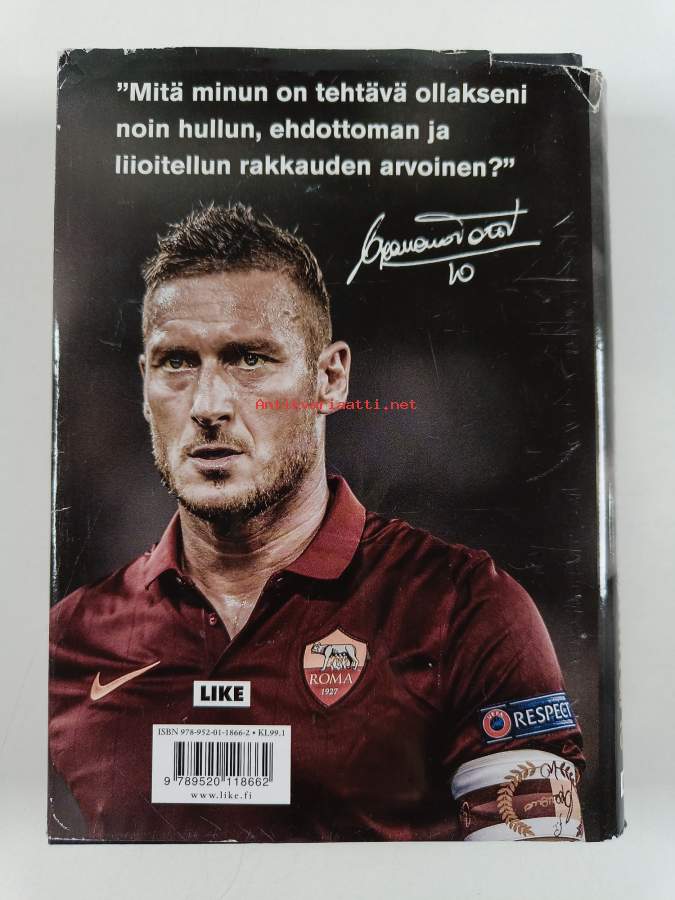 ”Mitä minun on tehtävä ollakseni
noin hullun, ehdottoman ja
liioitellun rakkauden arvoinen?”
10
Antikvariaatti.net
ROMA
1927
LIKE
UEFA
RESPECT
ISBN 978-952-01-1866-2 • KL99.1
9 789520 118662
www.like.fi